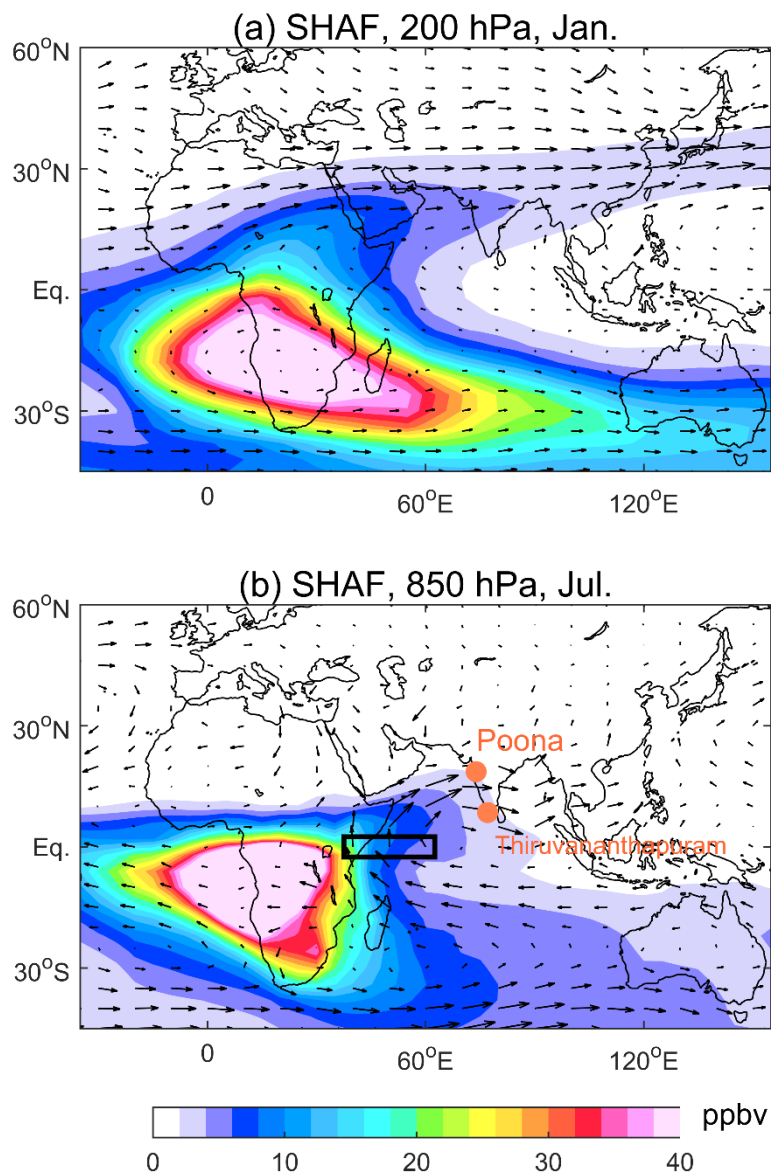 (a) SHAF, 200 hPa, Jan.
60°N
30°N
Eq.
30°S
0 60°E 120°E
(b) SHAF, 850 hPa, Jul.
60°N
30°N
Poona
Eq.
Thiruvananthapuram
30°S
0 60°E 120°E
ppbv
0 10 20 30 40